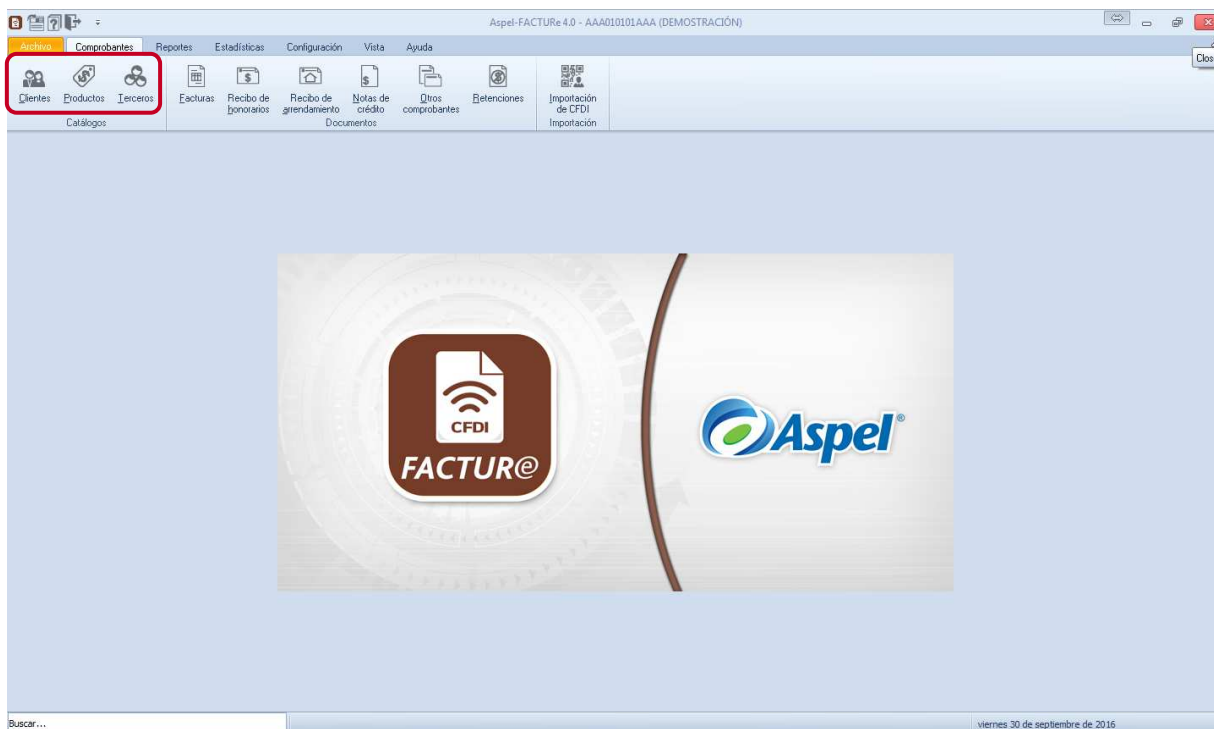 Aspel-FACTURe 4.0 - AAA010101AAA (DEMOSTRACIÓN)
Archivo Comprobantes Reportes Estadísticas Configuración Vista Ayuda
Clos
Clientes Productos Terceros Facturas Recibo de honorarios Recibo de arrendamiento Notas de crédito Otros comprobantes Retenciones Importación de CFDI
Catálogos Documentos Importación
CFDI
FACTUR@
Aspel®
Buscar... viernes 30 de septiembre de 2016